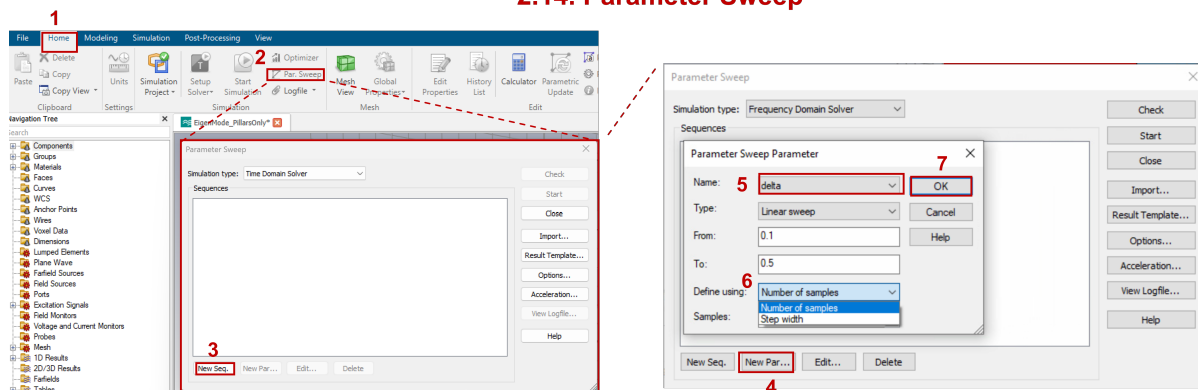 2.14. Parameter Sweep
1
File Home Modeling Simulation Post-Processing View
2
Paste
Delete
Copy
Copy View
Clipboard
Units
Settings
Simulation Project
Setup Solver
Start Simulation
Optimizer
Par. Sweep
Logfile
Simulation
Mesh View
Global Properties
Mesh
Edit Properties
History List
Calculator
Parametric Update
Edit
Navigation Tree
EigenMode_PillarsOnly*
Search
Components
Groups
Materials
Faces
Curves
WCS
Anchor Points
Wires
Voxel Data
Dimensions
Lumped Elements
Plane Wave
Farfield Sources
Field Sources
Ports
Excitation Signals
Field Monitors
Voltage and Current Monitors
Probes
Mesh
1D Results
2D/3D Results
Farfields
Tables
Parameter Sweep
Simulation type: Time Domain Solver
Sequences
Check
Start
Close
Import...
Result Template...
Options...
Acceleration...
View Logfile...
Help
3
New Seq. New Par... Edit... Delete
Parameter Sweep
Simulation type: Frequency Domain Solver
Sequences
Parameter Sweep Parameter
7
Name: 5 delta OK
Type: Linear sweep Cancel
From: 0.1 Help
To: 0.5
6
Define using: Number of samples
Number of samples
Samples: Step width
Check
Start
Close
Import...
Result Template...
Options...
Acceleration...
View Logfile...
Help
New Seq. New Par... Edit... Delete
4